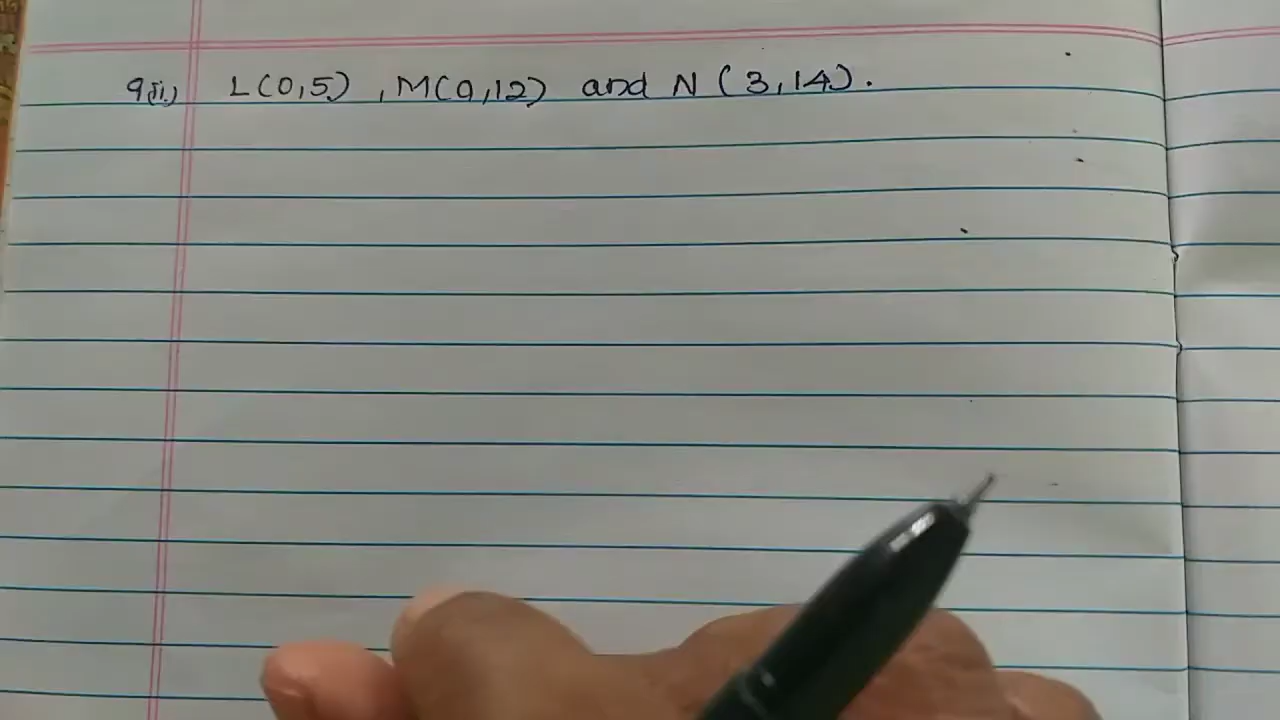 9(ii) L(0,5) , M(9,12) and N (3,14).